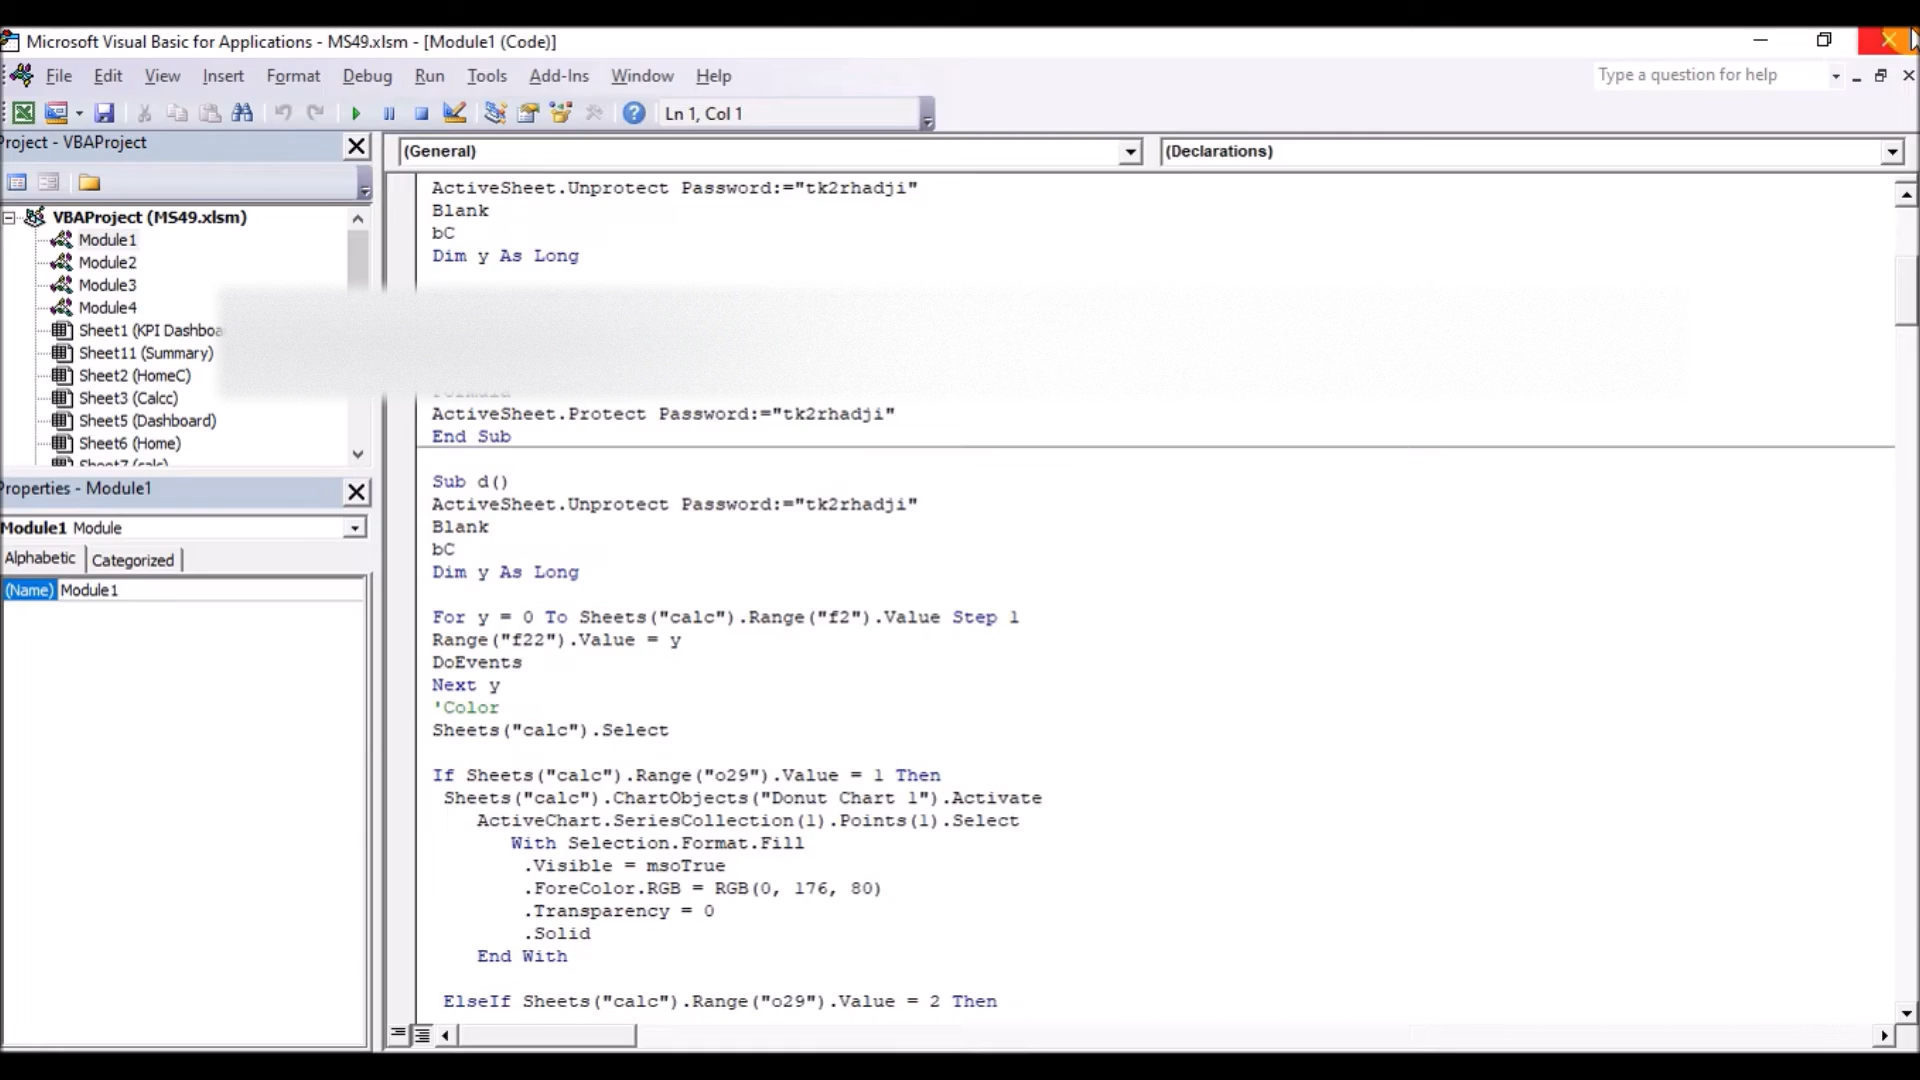 Microsoft Visual Basic for Applications - MS49.xlsm - [Module1 (Code)]
File Edit View Insert Format Debug Run Tools Add-Ins Window Help
Type a question for help
Ln 1, Col 1
Project - VBAProject
VBAProject (MS49.xlsm)
Module1
Module2
Module3
Module4
Sheet1 (KPI Dashboa
Sheet11 (Summary)
Sheet2 (HomeC)
Sheet3 (Calcc)
Sheet5 (Dashboard)
Sheet6 (Home)
Sheet7 (calc)
Properties - Module1
Module1 Module
Alphabetic Categorized
(Name) Module1
(General) (Declarations)
ActiveSheet.Unprotect Password:="tk2rhadji"
Blank
bC
Dim y As Long
ActiveSheet.Protect Password:="tk2rhadji"
End Sub
Sub d()
ActiveSheet.Unprotect Password:="tk2rhadji"
Blank
bC
Dim y As Long
For y = 0 To Sheets("calc").Range("f2").Value Step 1
Range("f22").Value = y
DoEvents
Next y
'Color
Sheets("calc").Select
If Sheets("calc").Range("o29").Value = 1 Then
Sheets("calc").ChartObjects("Donut Chart 1").Activate
ActiveChart.SeriesCollection(1).Points(1).Select
With Selection.Format.Fill
.Visible = msoTrue
.ForeColor.RGB = RGB(0, 176, 80)
.Transparency = 0
.Solid
End With
ElseIf Sheets("calc").Range("o29").Value = 2 Then